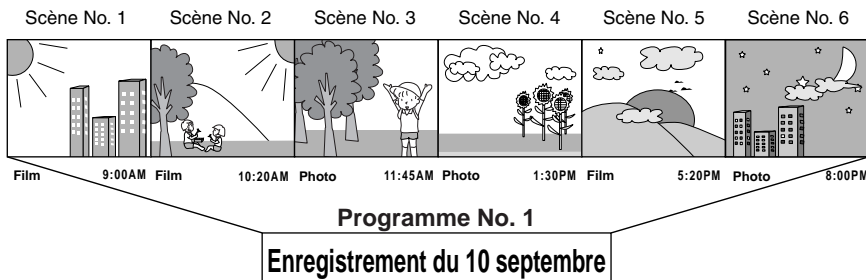 Scène No. 1 Scène No. 2 Scène No. 3 Scène No. 4 Scène No. 5 Scène No. 6
Film 9:00AM Film 10:20AM Photo 11:45AM Photo 1:30PM Film 5:20PM Photo 8:00PM
Programme No. 1
Enregistrement du 10 septembre